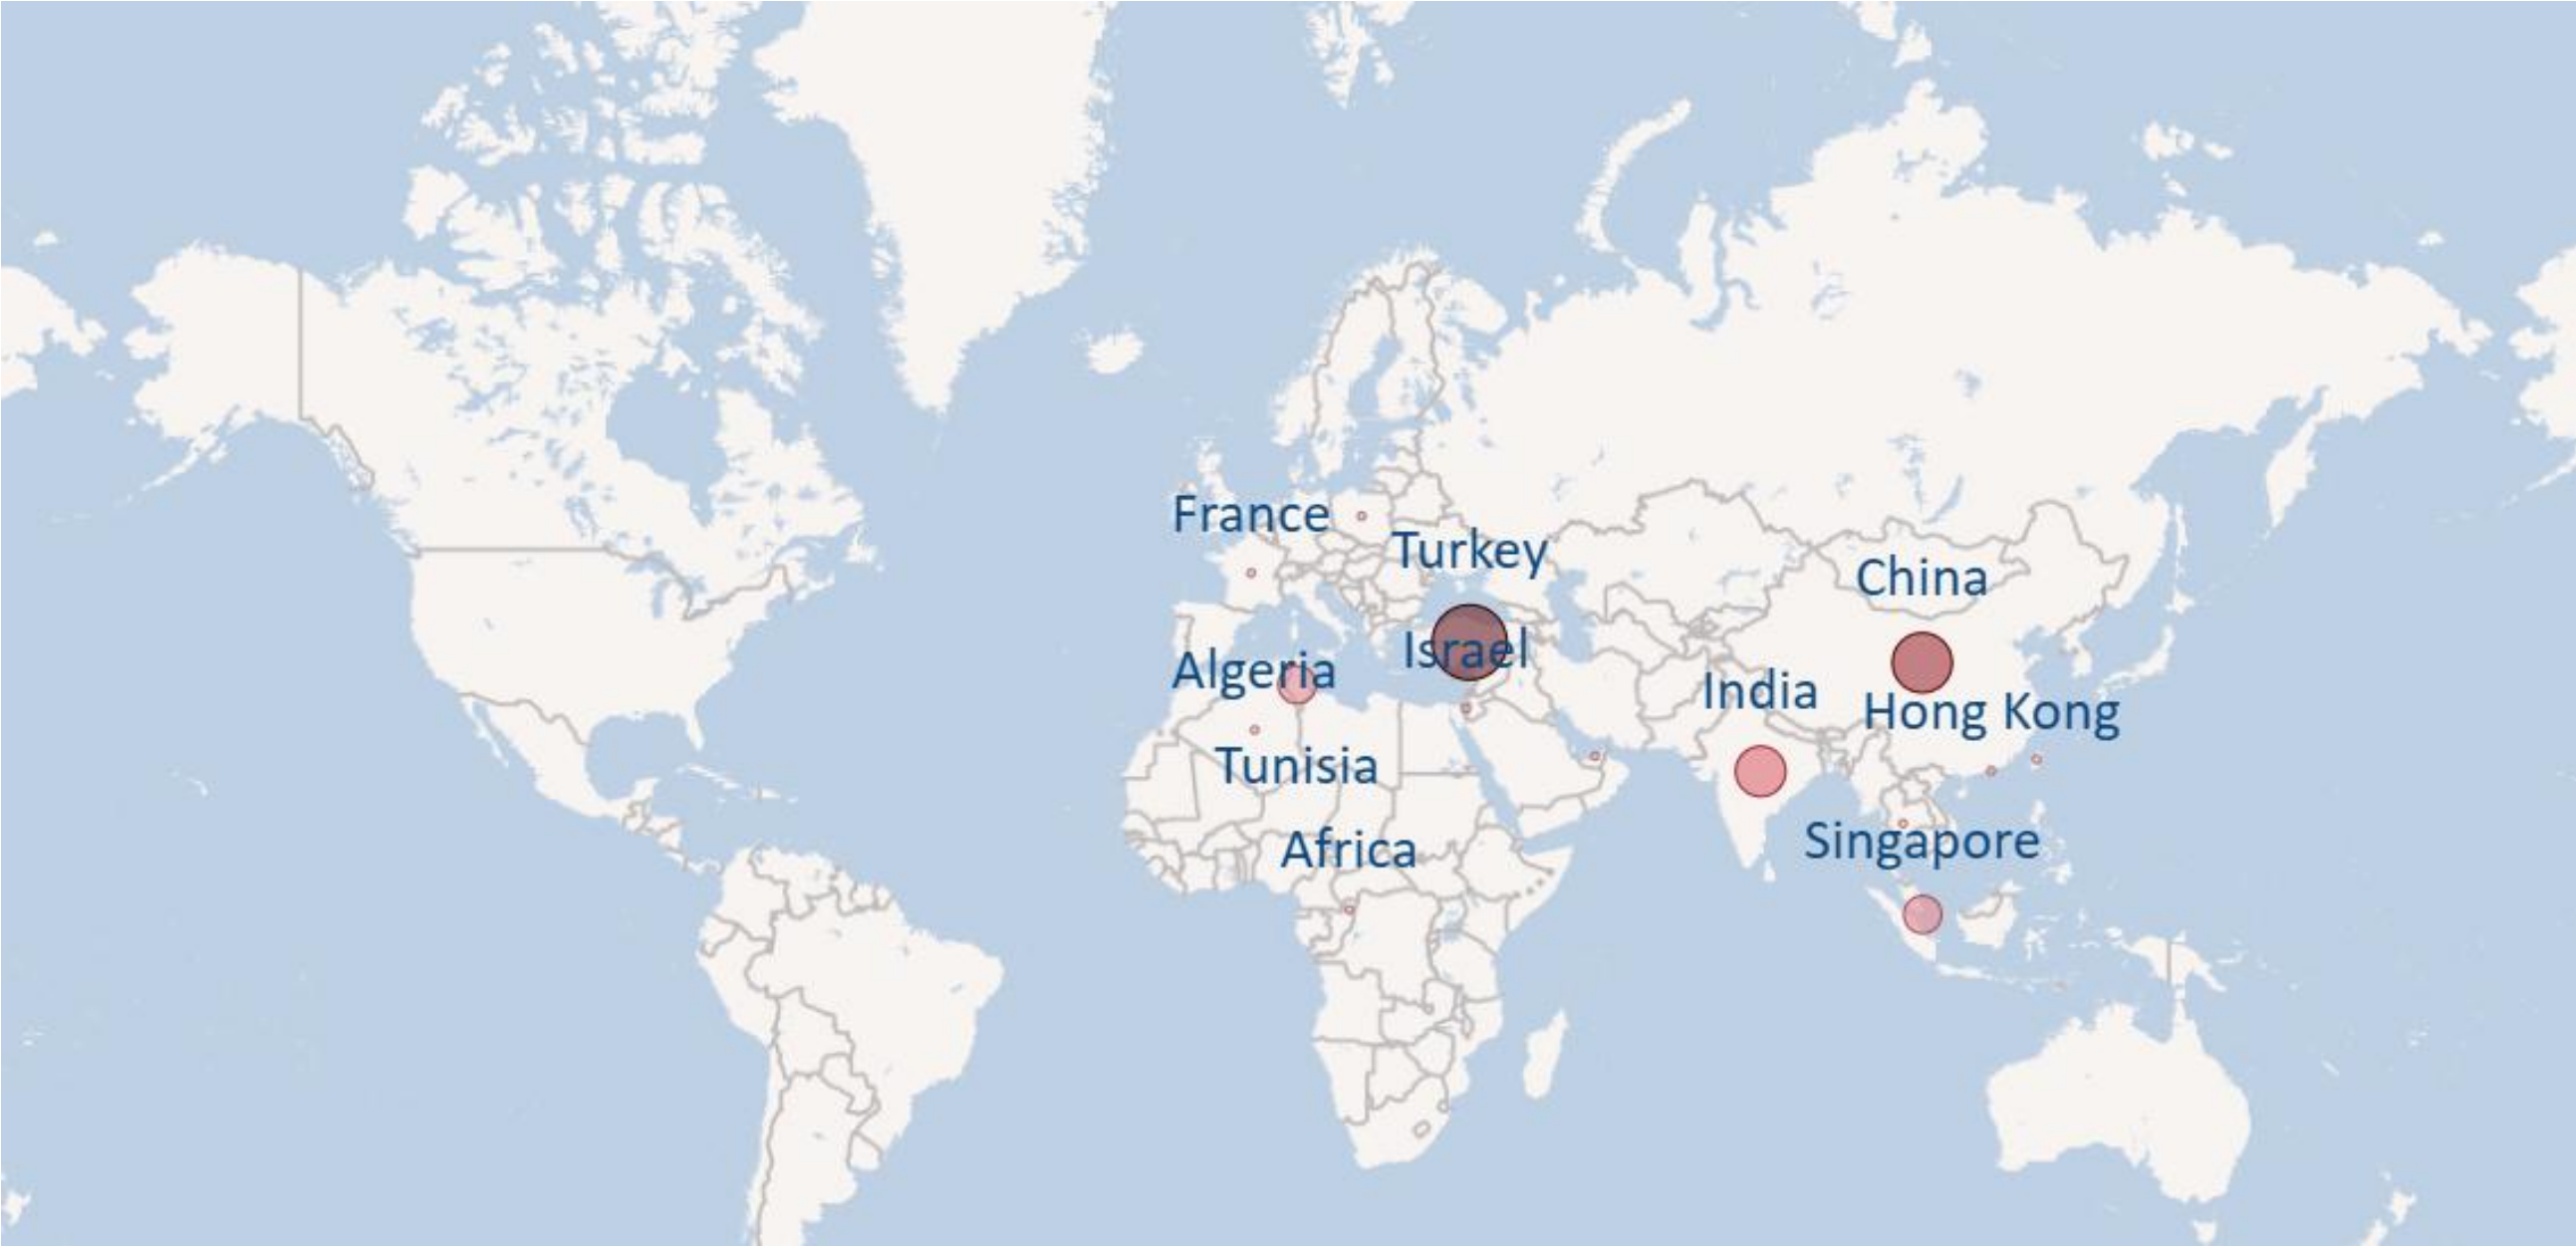 France
Turkey
China
Israel
Algeria
India
Hong Kong
Tunisia
Singapore
Africa